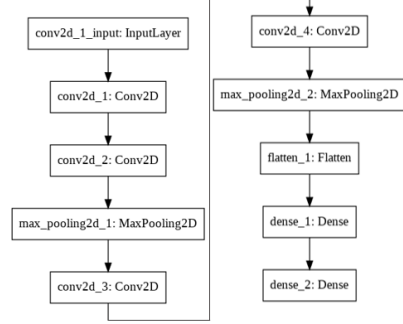 conv2d_1_input: InputLayer
conv2d_1: Conv2D
conv2d_2: Conv2D
max_pooling2d_1: MaxPooling2D
conv2d_3: Conv2D
conv2d_4: Conv2D
max_pooling2d_2: MaxPooling2D
flatten_1: Flatten
dense_1: Dense
dense_2: Dense